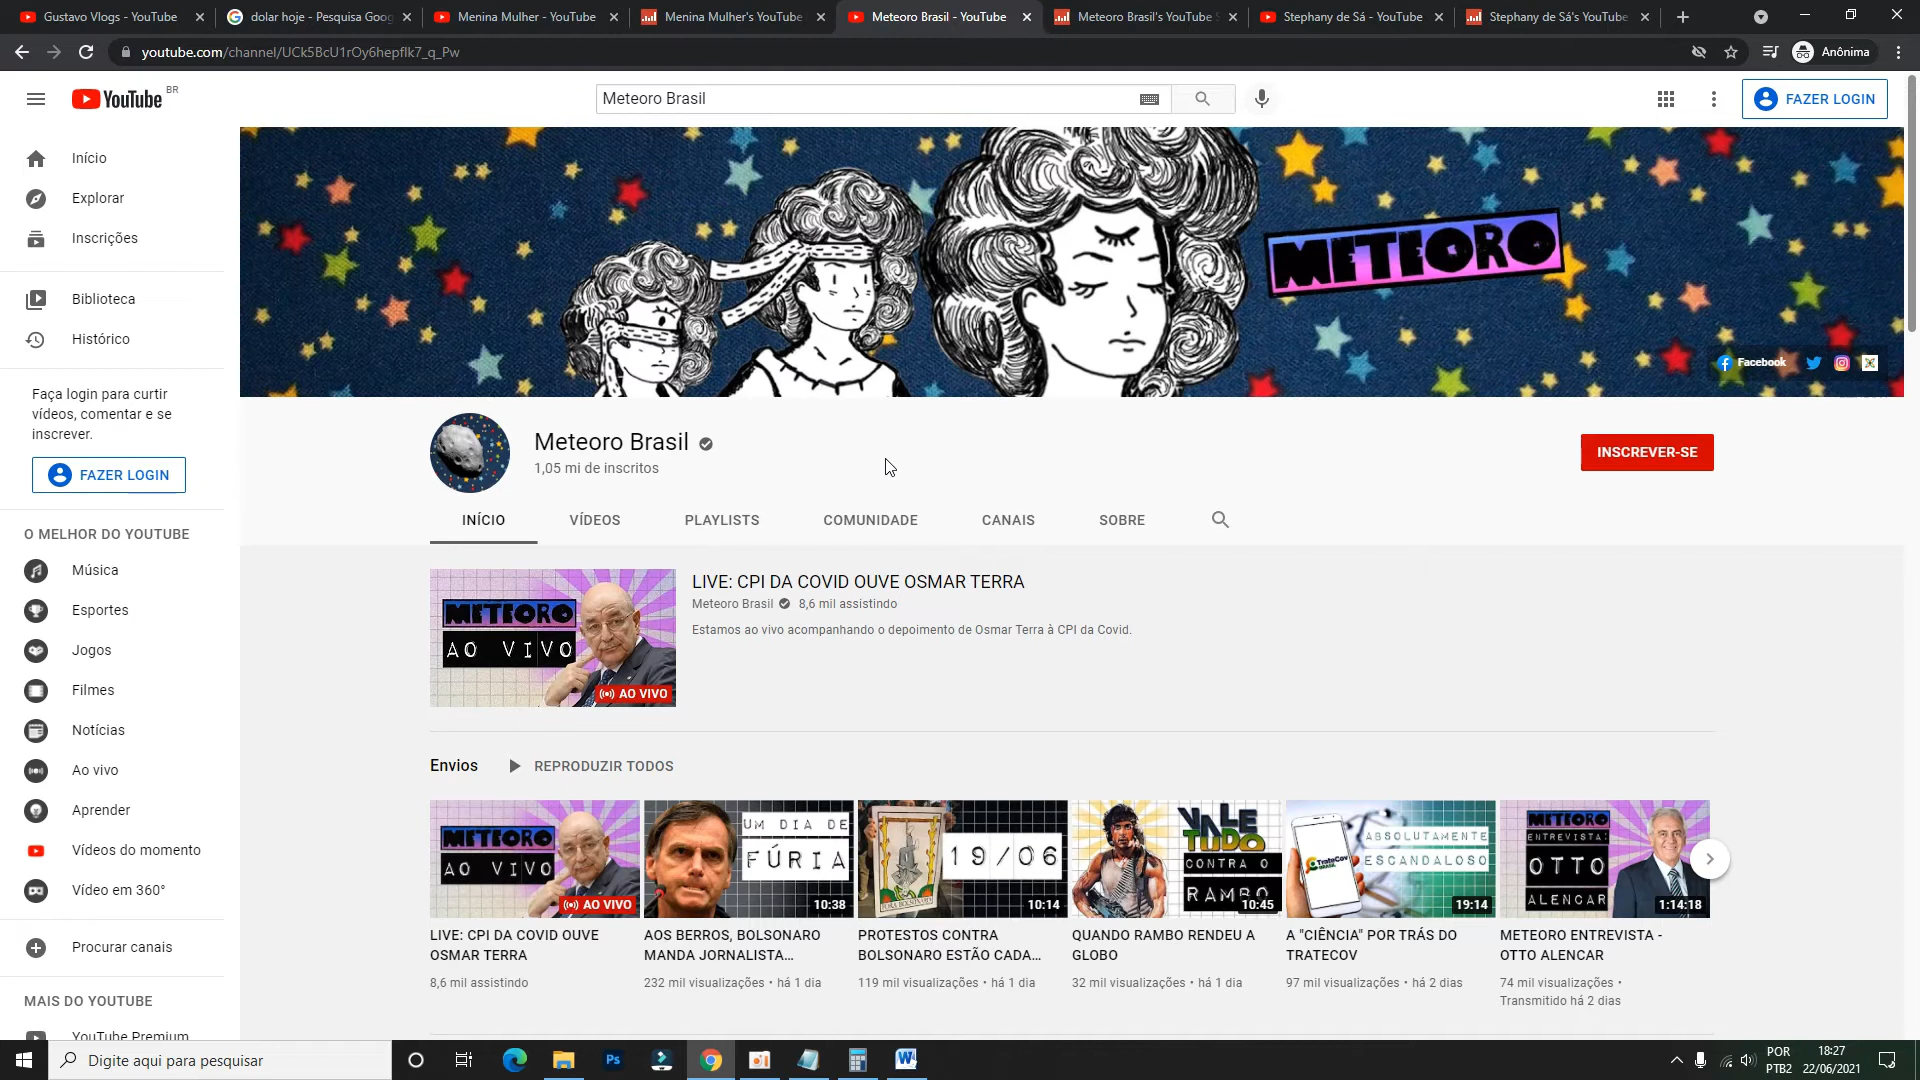 Gustavo Vlogs - YouTube
dolar hoje - Pesquisa Goog
Menina Mulher - YouTube
Menina Mulher's YouTube
Meteoro Brasil - YouTube
Meteoro Brasil's YouTube S
Stephany de Sá - YouTube
Stephany de Sá's YouTube
youtube.com/channel/UCk5BcU1rOy6hepflk7_q_Pw
Anônima
YouTube BR
Meteoro Brasil
FAZER LOGIN
Início
Explorar
Inscrições
Biblioteca
Histórico
Faça login para curtir
vídeos, comentar e se
inscrever.
FAZER LOGIN
O MELHOR DO YOUTUBE
Música
Esportes
Jogos
Filmes
Notícias
Ao vivo
Aprender
Vídeos do momento
Vídeo em 360°
Procurar canais
MAIS DO YOUTUBE
YouTube Premium
METEORO
Facebook
Meteoro Brasil
1,05 mi de inscritos
INSCREVER-SE
INÍCIO
VÍDEOS
PLAYLISTS
COMUNIDADE
CANAIS
SOBRE
METEORO
AO VIVO
AO VIVO
LIVE: CPI DA COVID OUVE OSMAR TERRA
Meteoro Brasil 8,6 mil assistindo
Estamos ao vivo acompanhando o depoimento de Osmar Terra à CPI da Covid.
Envios
REPRODUZIR TODOS
METEORO
AO VIVO
AO VIVO
LIVE: CPI DA COVID OUVE
OSMAR TERRA
8,6 mil assistindo
UM DIA DE
FÚRIA
10:38
AOS BERROS, BOLSONARO
MANDA JORNALISTA...
232 mil visualizações • há 1 dia
19/06
10:14
PROTESTOS CONTRA
BOLSONARO ESTÃO CADA...
119 mil visualizações • há 1 dia
VALE
TUDO
CONTRA O
RAMBO
10:45
QUANDO RAMBO RENDEU A
GLOBO
32 mil visualizações • há 1 dia
TrateCov
ABSOLUTAMENTE
ESCANDALOSO
19:14
A "CIÊNCIA" POR TRÁS DO
TRATECOV
97 mil visualizações • há 2 dias
METEORO
ENTREVISTA:
OTTO
ALENCAR
1:14:18
METEORO ENTREVISTA -
OTTO ALENCAR
74 mil visualizações •
Transmitido há 2 dias
Digite aqui para pesquisar
Ps
W
POR
PTB2
18:27
22/06/2021